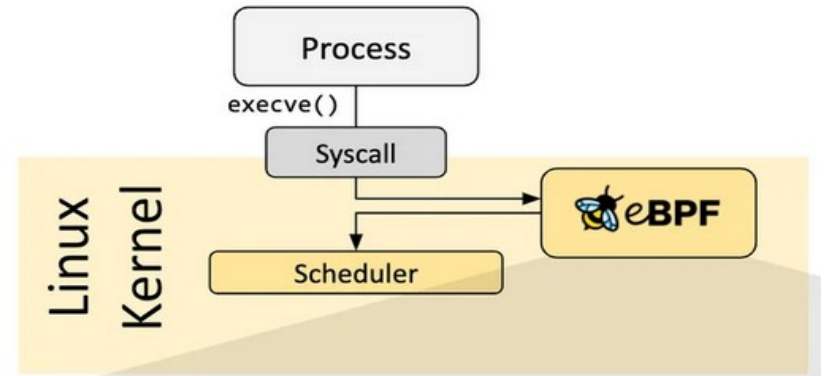 Process
execve()
Syscall
eBPF
Linux
Kernel
Scheduler